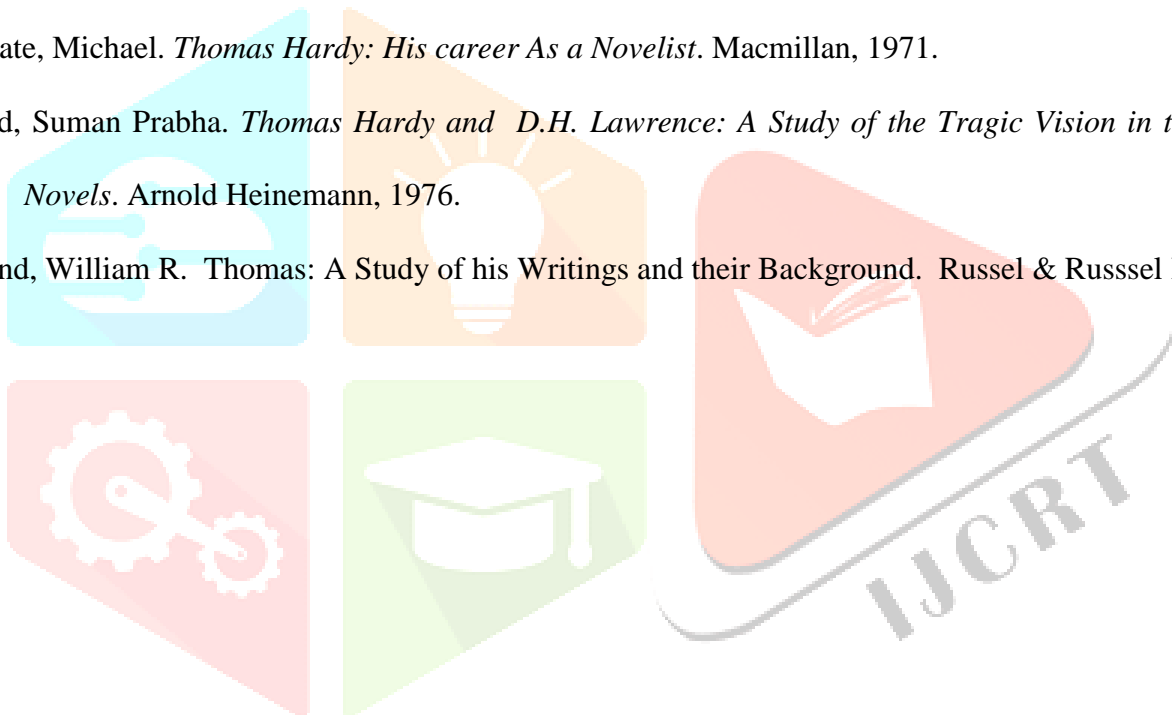 ate, Michael. Thomas Hardy: His career As a Novelist. Macmillan, 1971.
d, Suman Prabha. Thomas Hardy and D.H. Lawrence: A Study of the Tragic Vision in t
Novels. Arnold Heinemann, 1976.
nd, William R. Thomas: A Study of his Writings and their Background. Russel & Russsel
IJCRT